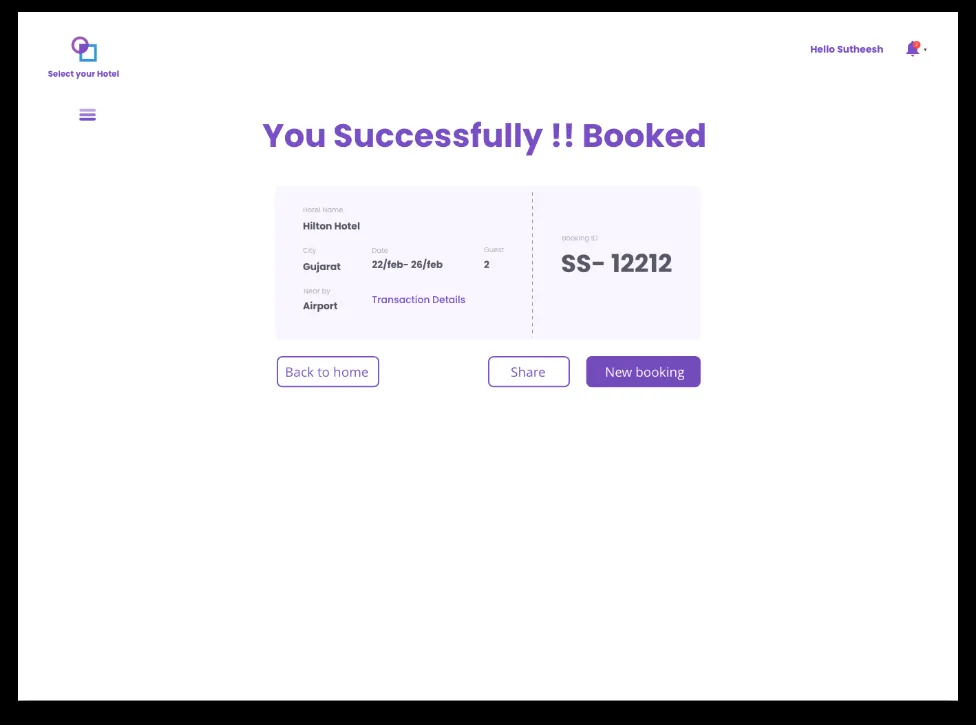 Select your Hotel
Hello Sutheesh
You Successfully !! Booked
Hotel Name
Hilton Hotel
City
Date
Guest
Gujarat
22/feb- 26/feb
2
Near by
Airport
Transaction Details
Booking ID
SS- 12212
Back to home
Share
New booking